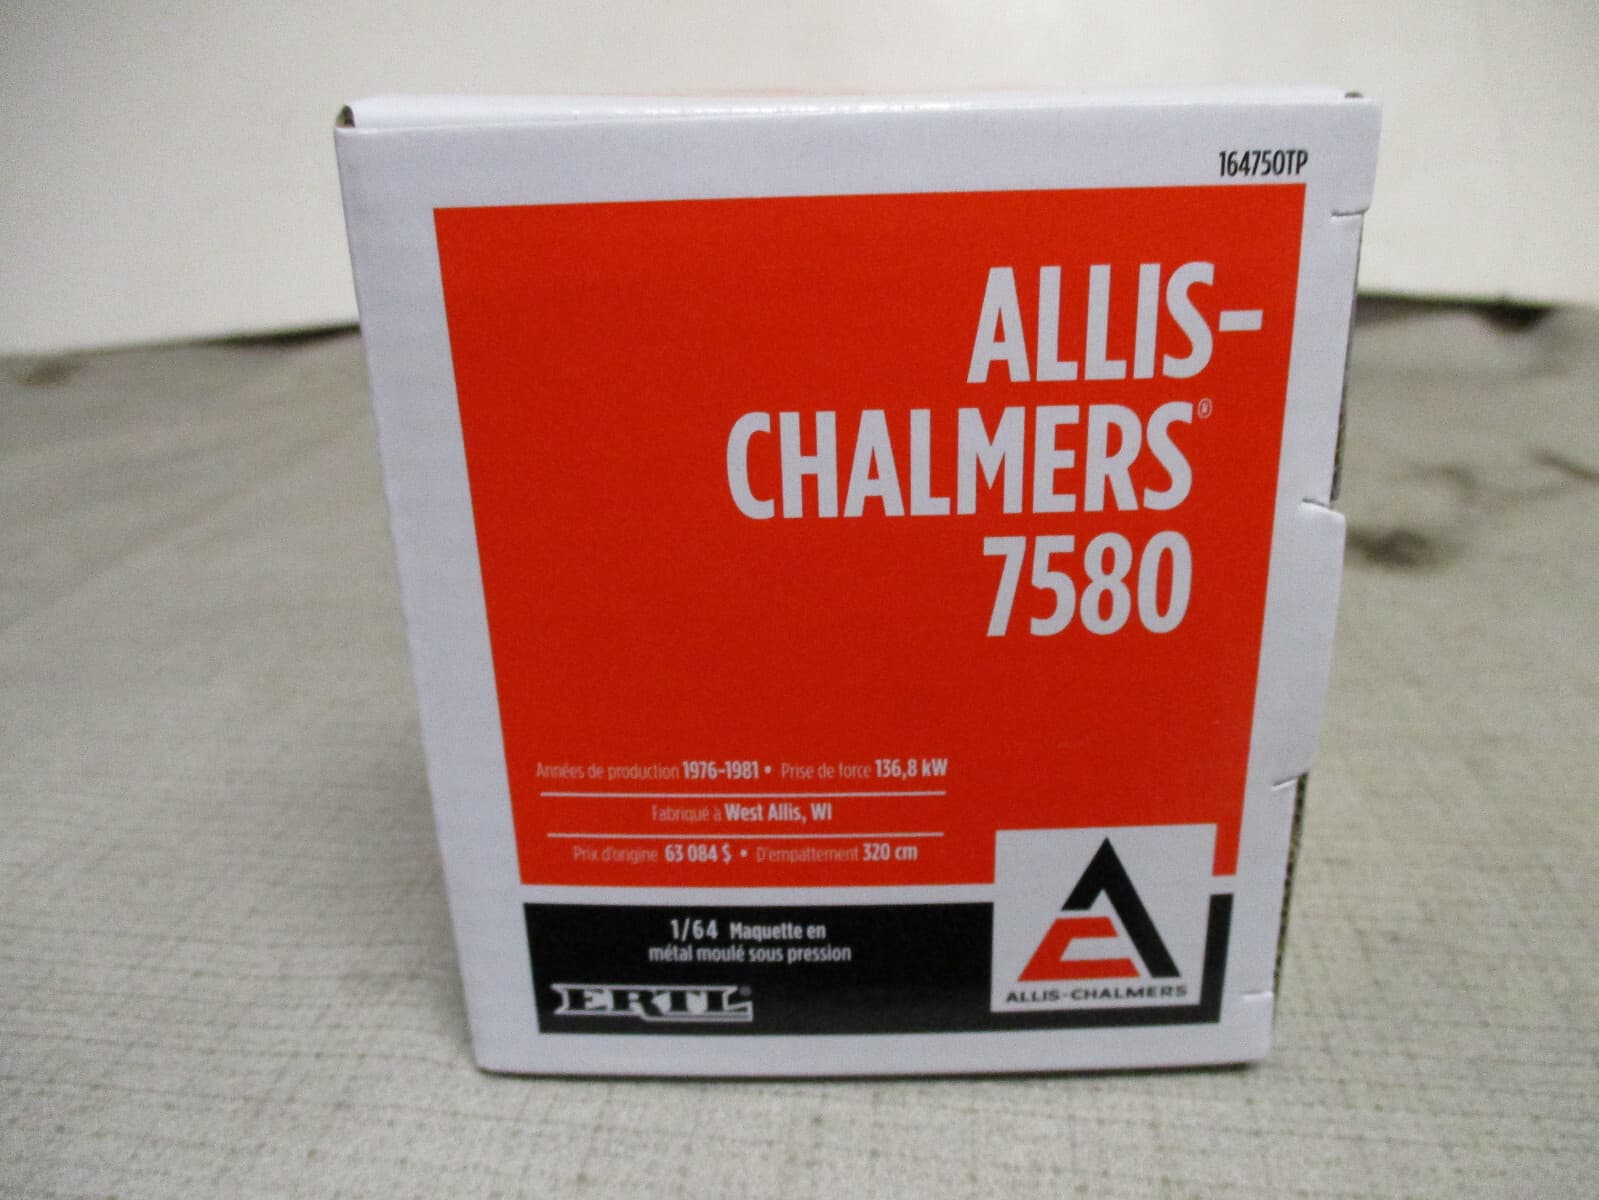 164750TP
ALLIS-
CHALMERS®
7580
Années de production 1976-1981 • Prise de force 136,8 kW
Fabriqué à West Allis, WI
Prix d'origine 63 084 $ • D'empattement 320 cm
1/64 Maquette en
métal moulé sous pression
ERTL®
ALLIS-CHALMERS